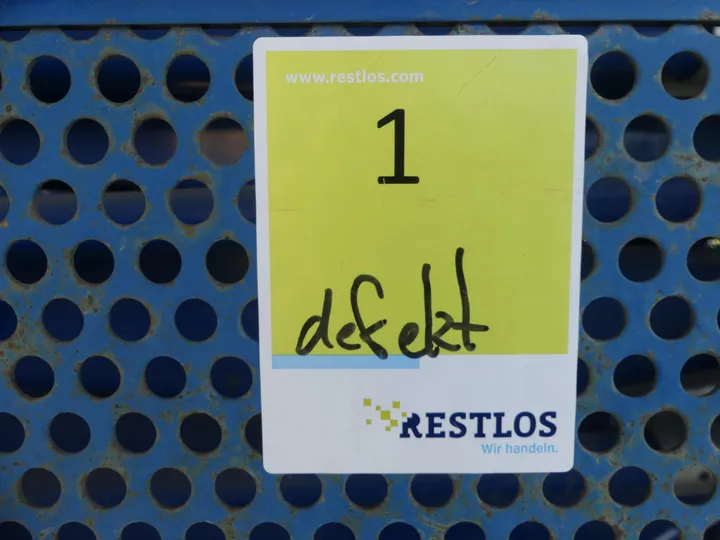 www.restlos.com
1
defekt
RESTLOS
Wir handeln.